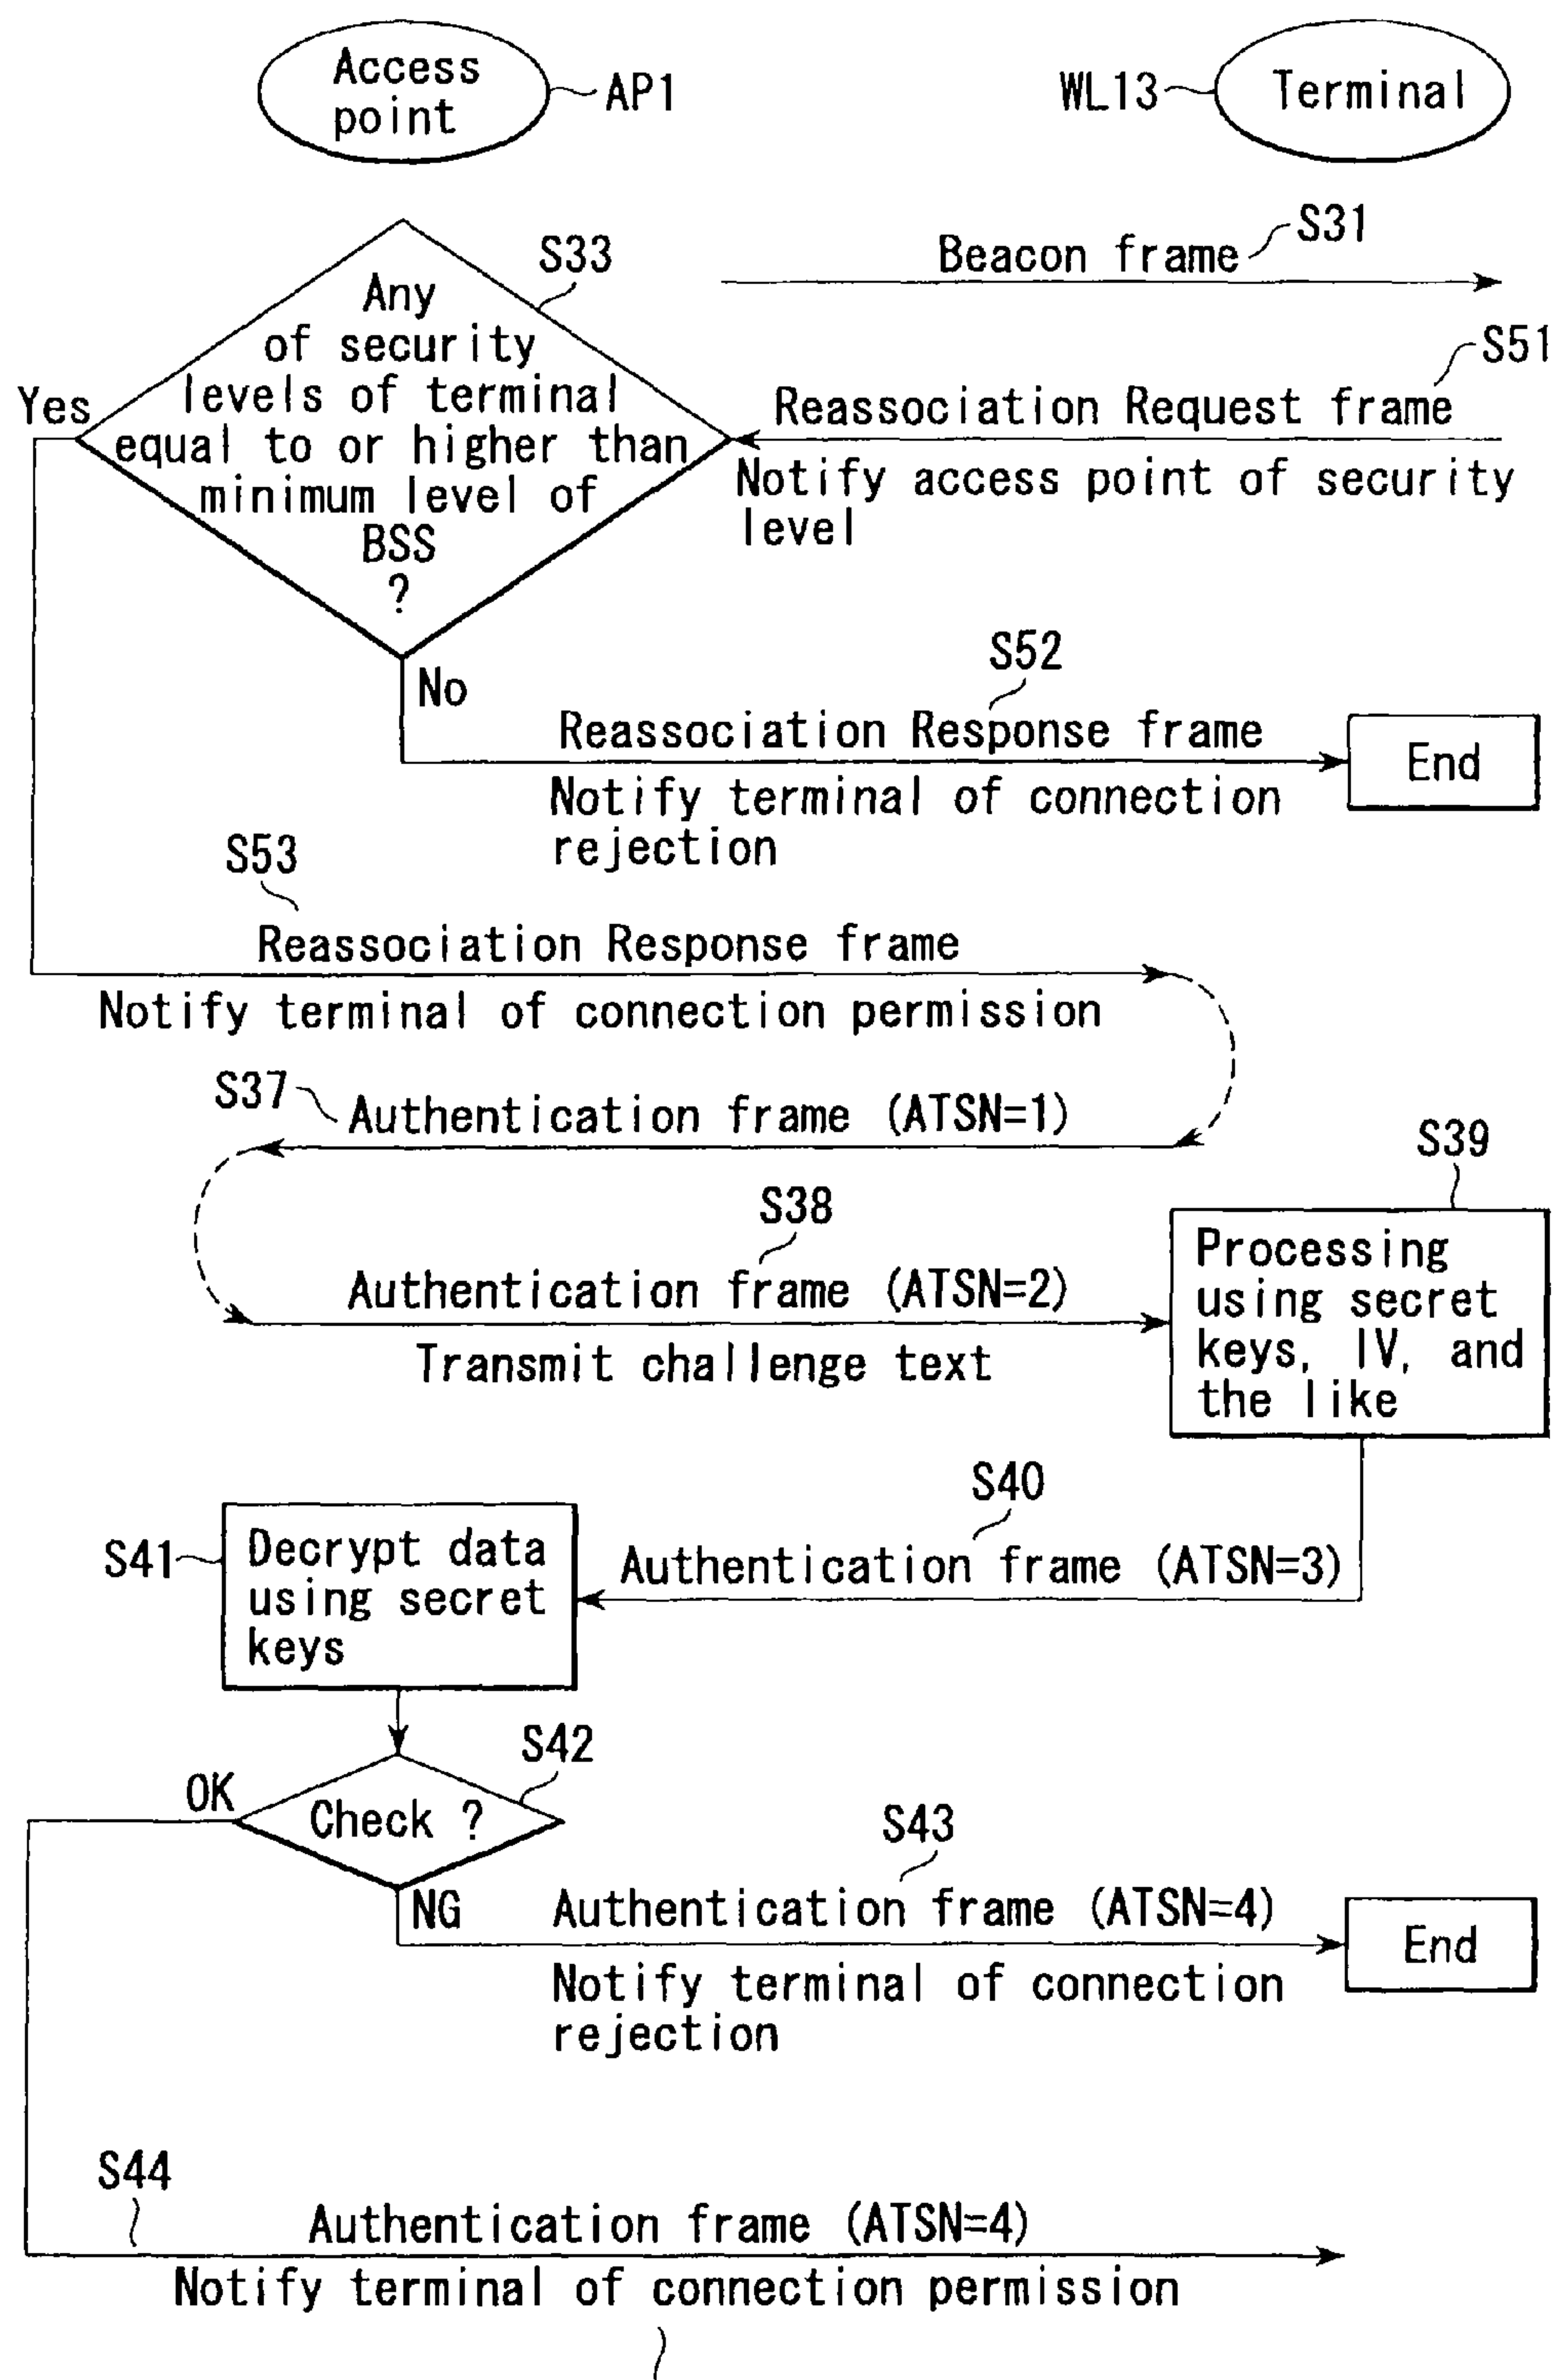 Access
point
AP1
WL13
Terminal
S31
Beacon frame
S33
Any
of security
levels of terminal
equal to or higher than
minimum level of
BSS
?
Yes
S51
Reassociation Request frame
Notify access point of security
level
No
S52
Reassociation Response frame
Notify terminal of connection
rejection
End
S53
Reassociation Response frame
Notify terminal of connection permission
S37
Authentication frame (ATSN=1)
S38
Authentication frame (ATSN=2)
Transmit challenge text
S39
Processing
using secret
keys, IV, and
the like
S40
Authentication frame (ATSN=3)
S41
Decrypt data
using secret
keys
S42
Check ?
OK
NG
S43
Authentication frame (ATSN=4)
Notify terminal of connection
rejection
End
S44
Authentication frame (ATSN=4)
Notify terminal of connection permission